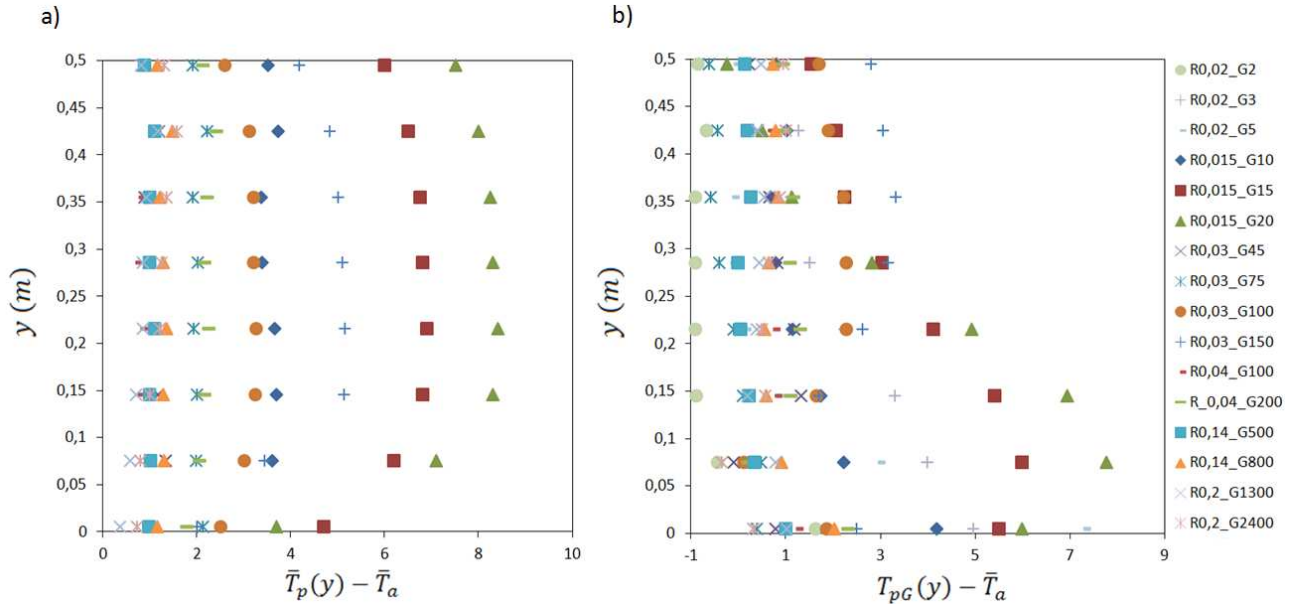 a)
0,5
0,45
0,4
0,35
0,3
0,25
0,2
0,15
0,1
0,05
0
y (m)
0 2 4 6 8 10
T̄p(y) − T̄a
b)
0,5
0,45
0,4
0,35
0,3
0,25
0,2
0,15
0,1
0,05
0
y (m)
-1 1 3 5 7 9
TpG(y) − T̄a
R0,02_G2
R0,02_G3
R0,02_G5
R0,015_G10
R0,015_G15
R0,015_G20
R0,03_G45
R0,03_G75
R0,03_G100
R0,03_G150
R0,04_G100
R_0,04_G200
R0,14_G500
R0,14_G800
R0,2_G1300
R0,2_G2400